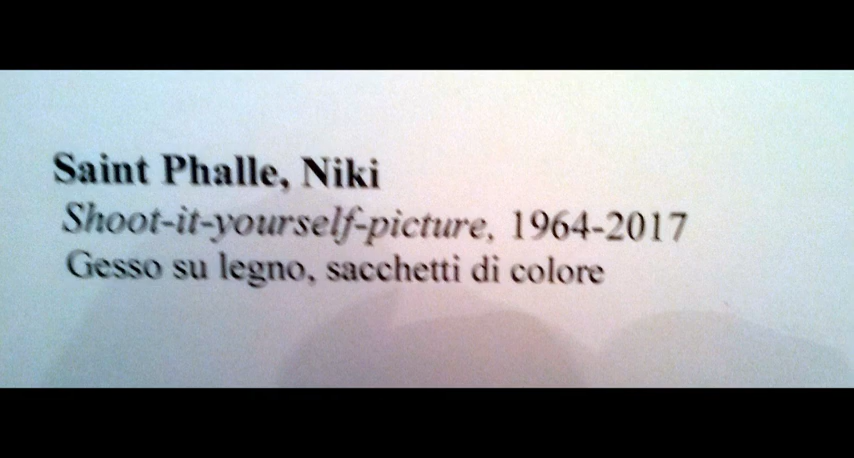 Saint Phalle, Niki
Shoot-it-yourself-picture, 1964-2017
Gesso su legno, sacchetti di colore